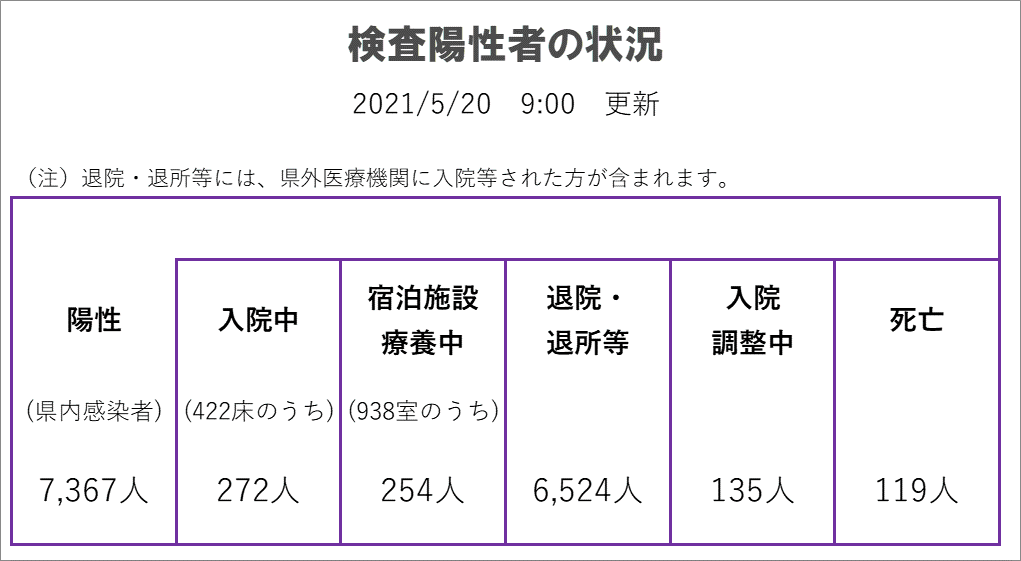 検査陽性者の状況
2021/5/20　9:00　更新
（注）退院・退所等には、県外医療機関に入院等された方が含まれます。
陽性
(県内感染者)
7,367人
入院中
(422床のうち)
272人
宿泊施設
療養中
(938室のうち)
254人
退院・
退所等
6,524人
入院
調整中
135人
死亡
119人